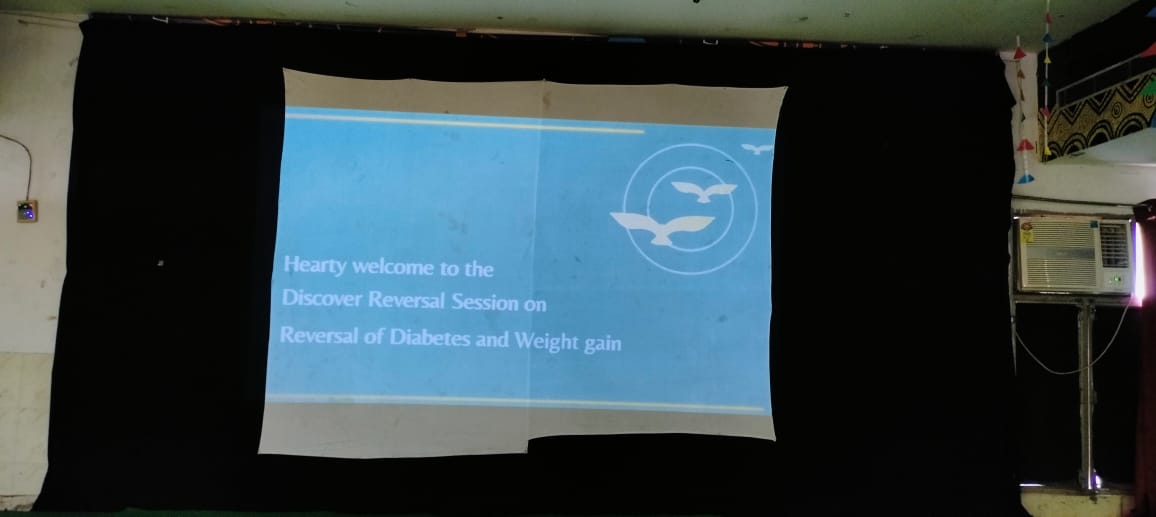 Hearty welcome to the
Discover Reversal Session on
Reversal of Diabetes and Weight gain